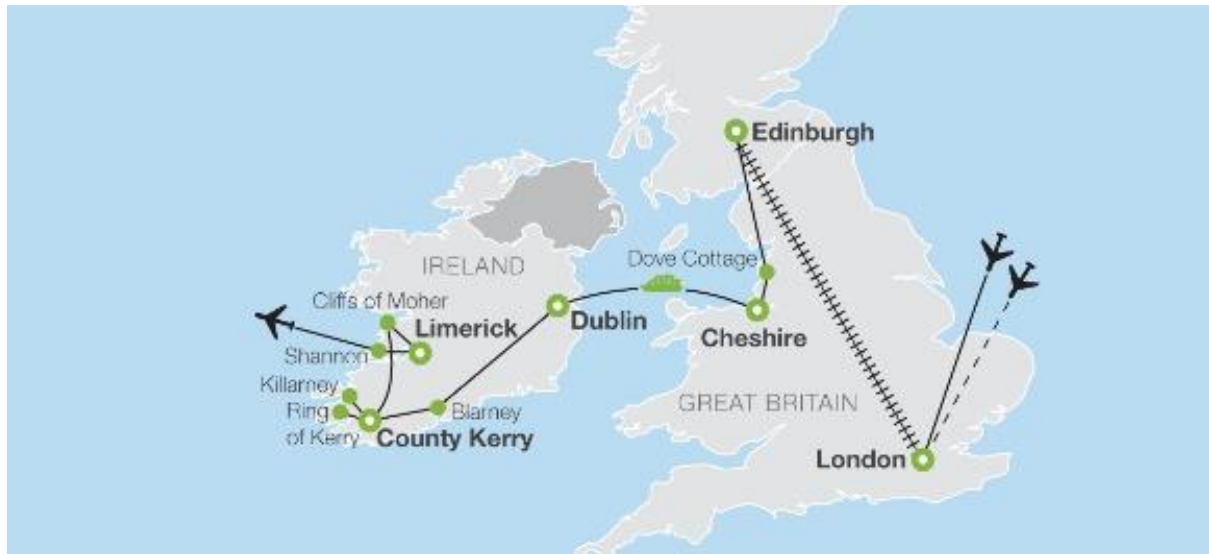 Edinburgh
Dove Cottage
IRELAND
Cliffs of Moher
Limerick
Dublin
Cheshire
Shannon
Killarney
Ring
of Kerry
Blarney
County Kerry
GREAT BRITAIN
London